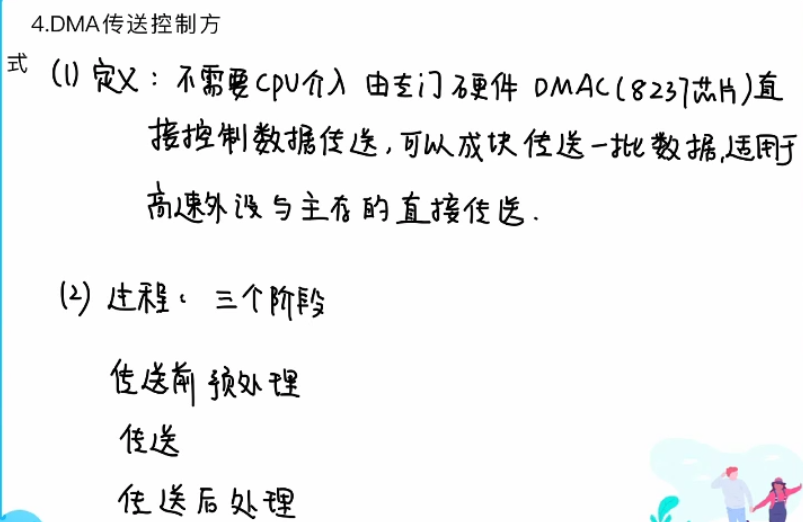 4.DMA传送控制方
式 (1) 定义：不需要CPU介入 由专门硬件 DMAC(8237芯片)直
接控制数据传送，可以成块传送一批数据，适用于
高速外设与主存的直接传送.
(2) 过程： 三个阶段
传送前预处理
传送
传送后处理